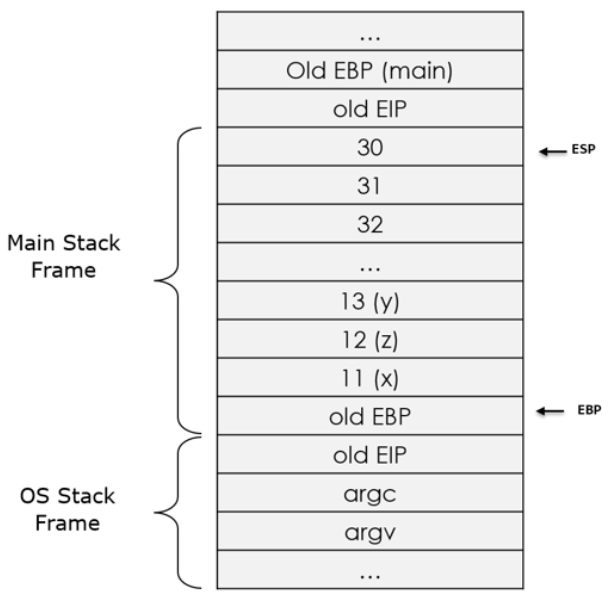 ...
Old EBP (main)
old EIP
30
ESP
31
32
Main Stack
Frame
...
13 (y)
12 (z)
11 (x)
old EBP
EBP
old EIP
OS Stack
Frame
argc
argv
...